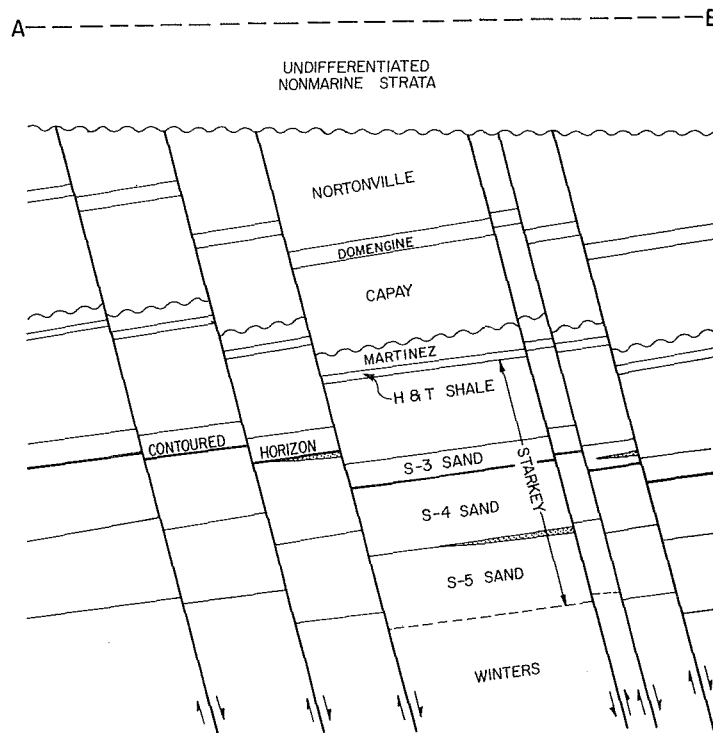 A
B
UNDIFFERENTIATED
NONMARINE STRATA
NORTONVILLE
DOMENGINE
CAPAY
MARTINEZ
H & T SHALE
CONTOURED
HORIZON
S-3 SAND
STARKEY
S-4 SAND
S-5 SAND
WINTERS